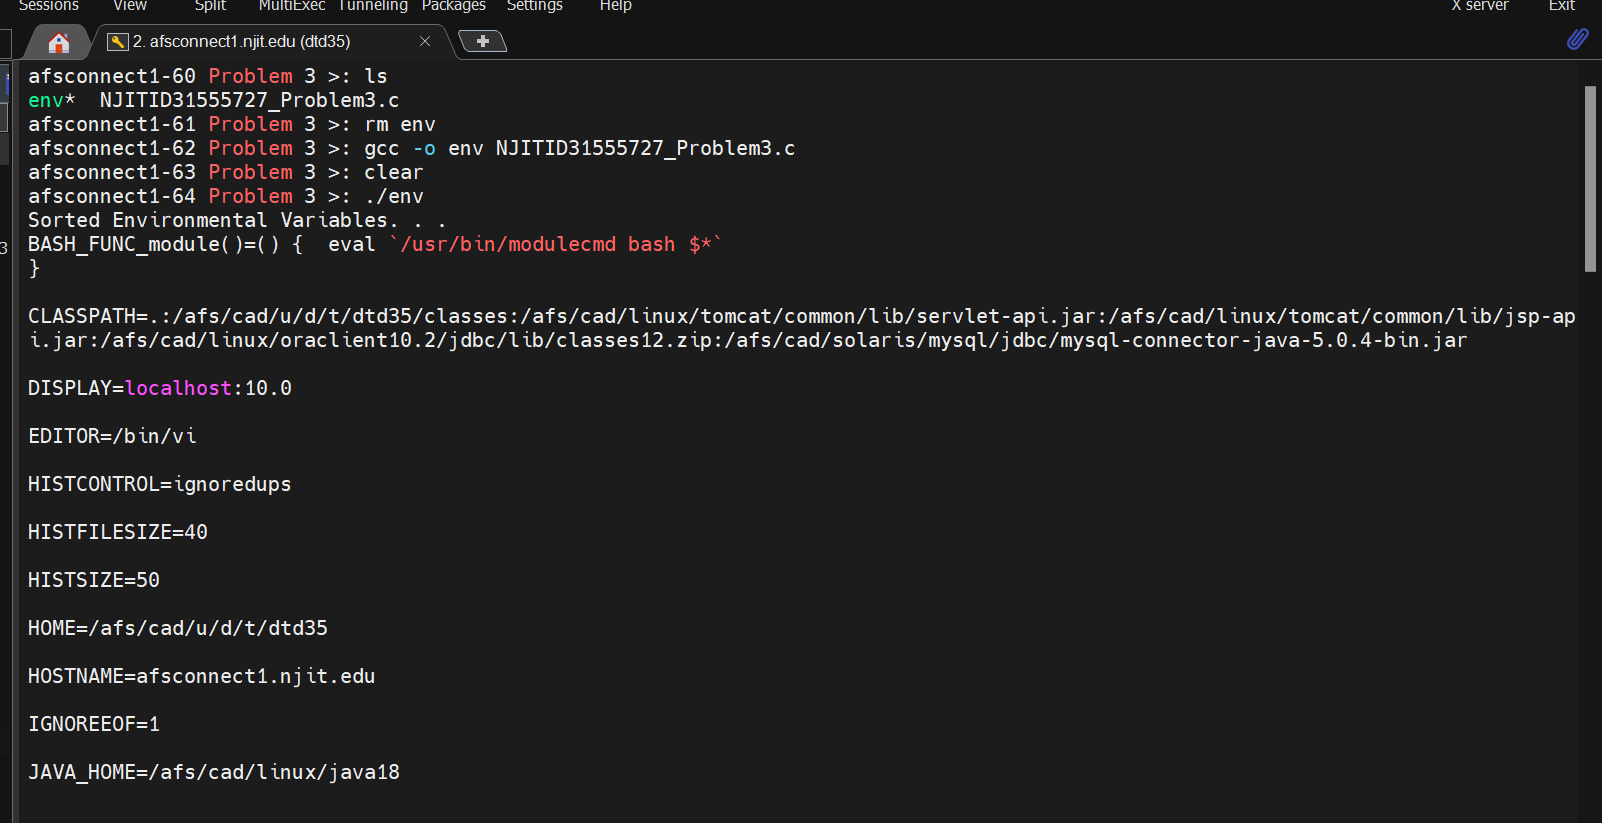 Sessions View Split MultiExec Tunneling Packages Settings Help X server Exit
2. afsconnect1.njit.edu (dtd35)
afsconnect1-60 Problem 3 >: ls
env*  NJITID31555727_Problem3.c
afsconnect1-61 Problem 3 >: rm env
afsconnect1-62 Problem 3 >: gcc -o env NJITID31555727_Problem3.c
afsconnect1-63 Problem 3 >: clear
afsconnect1-64 Problem 3 >: ./env
Sorted Environmental Variables. . .
3
BASH_FUNC_module()=() {  eval `/usr/bin/modulecmd bash $*`
}
CLASSPATH=.:/afs/cad/u/d/t/dtd35/classes:/afs/cad/linux/tomcat/common/lib/servlet-api.jar:/afs/cad/linux/tomcat/common/lib/jsp-ap
i.jar:/afs/cad/linux/oraclient10.2/jdbc/lib/classes12.zip:/afs/cad/solaris/mysql/jdbc/mysql-connector-java-5.0.4-bin.jar
DISPLAY=localhost:10.0
EDITOR=/bin/vi
HISTCONTROL=ignoredups
HISTFILESIZE=40
HISTSIZE=50
HOME=/afs/cad/u/d/t/dtd35
HOSTNAME=afsconnect1.njit.edu
IGNOREEOF=1
JAVA_HOME=/afs/cad/linux/java18